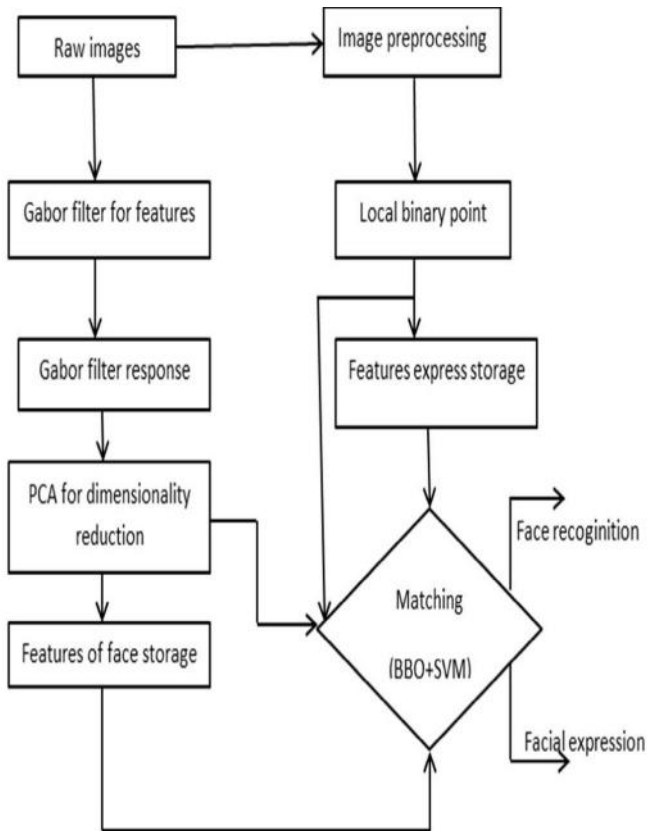 Raw images
Image preprocessing
Gabor filter for features
Local binary point
Gabor filter response
Features express storage
PCA for dimensionality
reduction
Face recoginition
Matching
(BBO+SVM)
Features of face storage
Facial expression